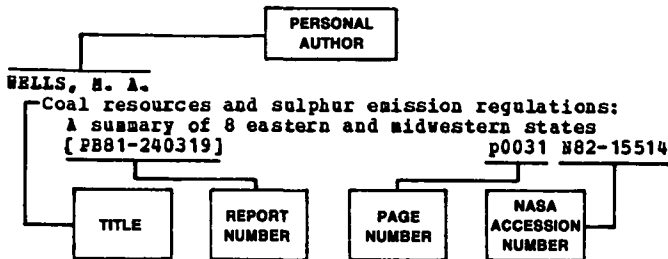 PERSONAL
AUTHOR
WELLS, M. A.
Coal resources and sulphur emission regulations:
A summary of 8 eastern and midwestern states
[PB81-240319] p0031 N82-15514
TITLE
REPORT
NUMBER
PAGE
NUMBER
NASA
ACCESSION
NUMBER